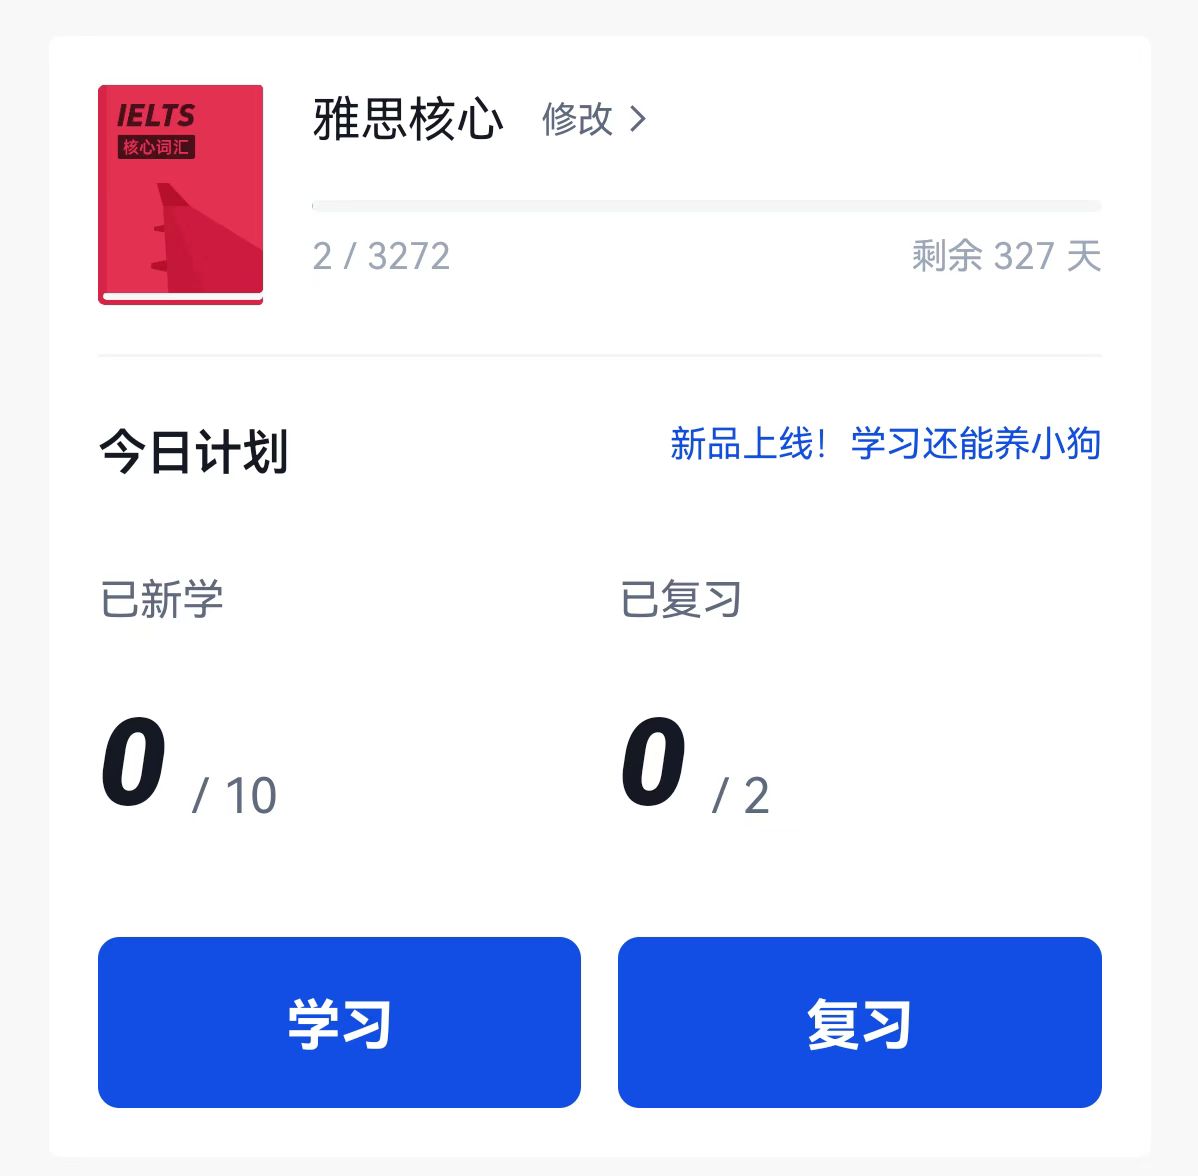 IELTS
核心词汇
雅思核心 修改 >
2 / 3272 剩余 327 天
今日计划 新品上线！学习还能养小狗
已新学 已复习
0 / 10 0 / 2
学习 复习